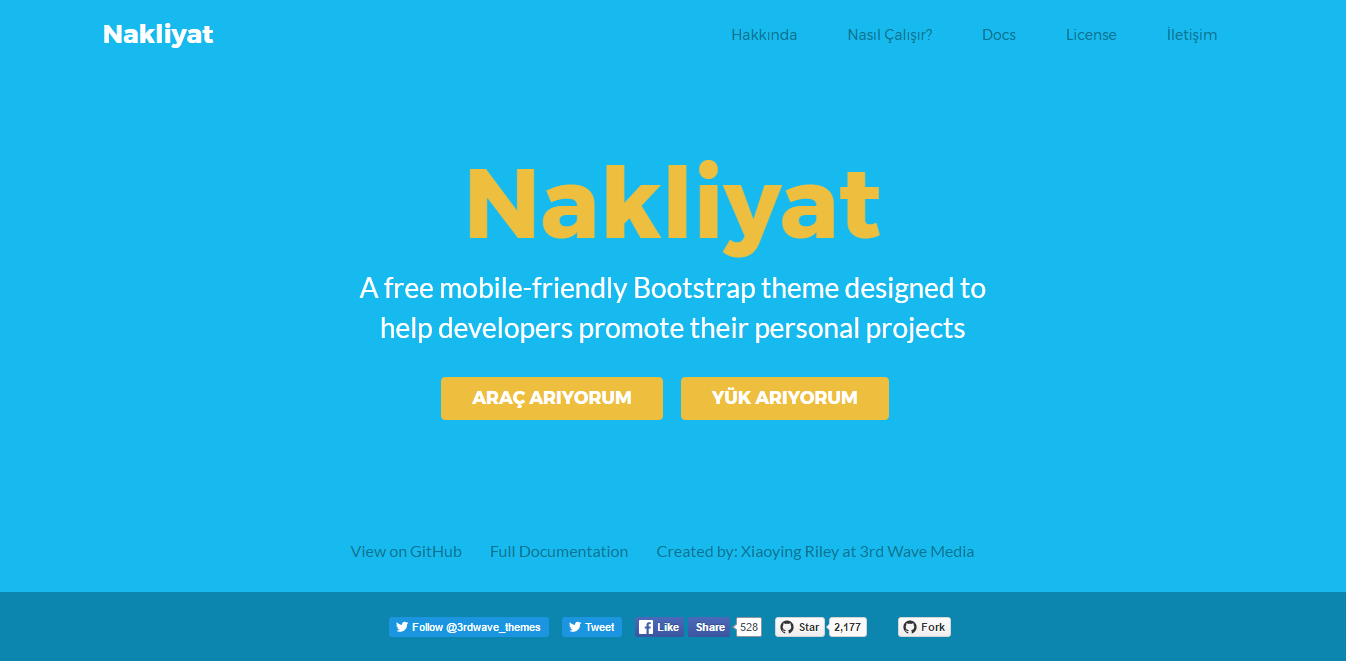 Nakliyat
Hakkında Nasıl Çalışır? Docs License İletişim
Nakliyat
A free mobile-friendly Bootstrap theme designed to
help developers promote their personal projects
ARAÇ ARIYORUM YÜK ARIYORUM
View on GitHub Full Documentation Created by: Xiaoying Riley at 3rd Wave Media
Follow @3rdwave_themes Tweet Like Share 528 Star 2,177 Fork